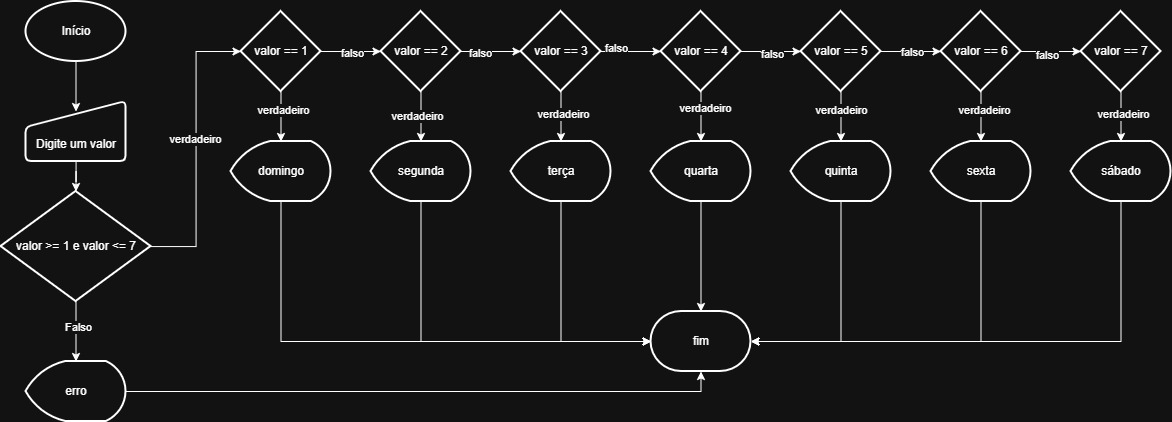 Início
valor == 1
falso
valor == 2
falso
valor == 3
falso
valor == 4
falso
valor == 5
falso
valor == 6
falso
valor == 7
Digite um valor
verdadeiro
verdadeiro
verdadeiro
verdadeiro
verdadeiro
verdadeiro
verdadeiro
verdadeiro
domingo
segunda
terça
quarta
quinta
sexta
sábado
valor >= 1 e valor <= 7
Falso
fim
erro